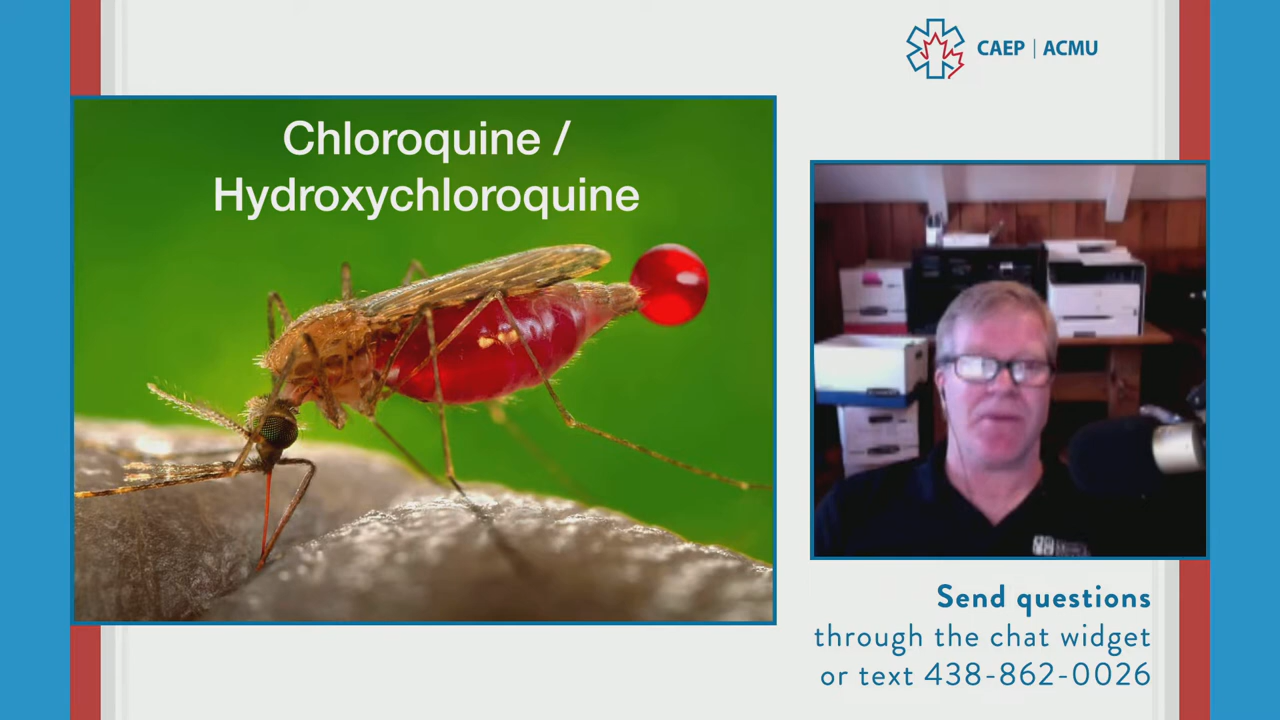 CAEP | ACMU
Chloroquine /
Hydroxychloroquine
Send questions
through the chat widget
or text 438-862-0026